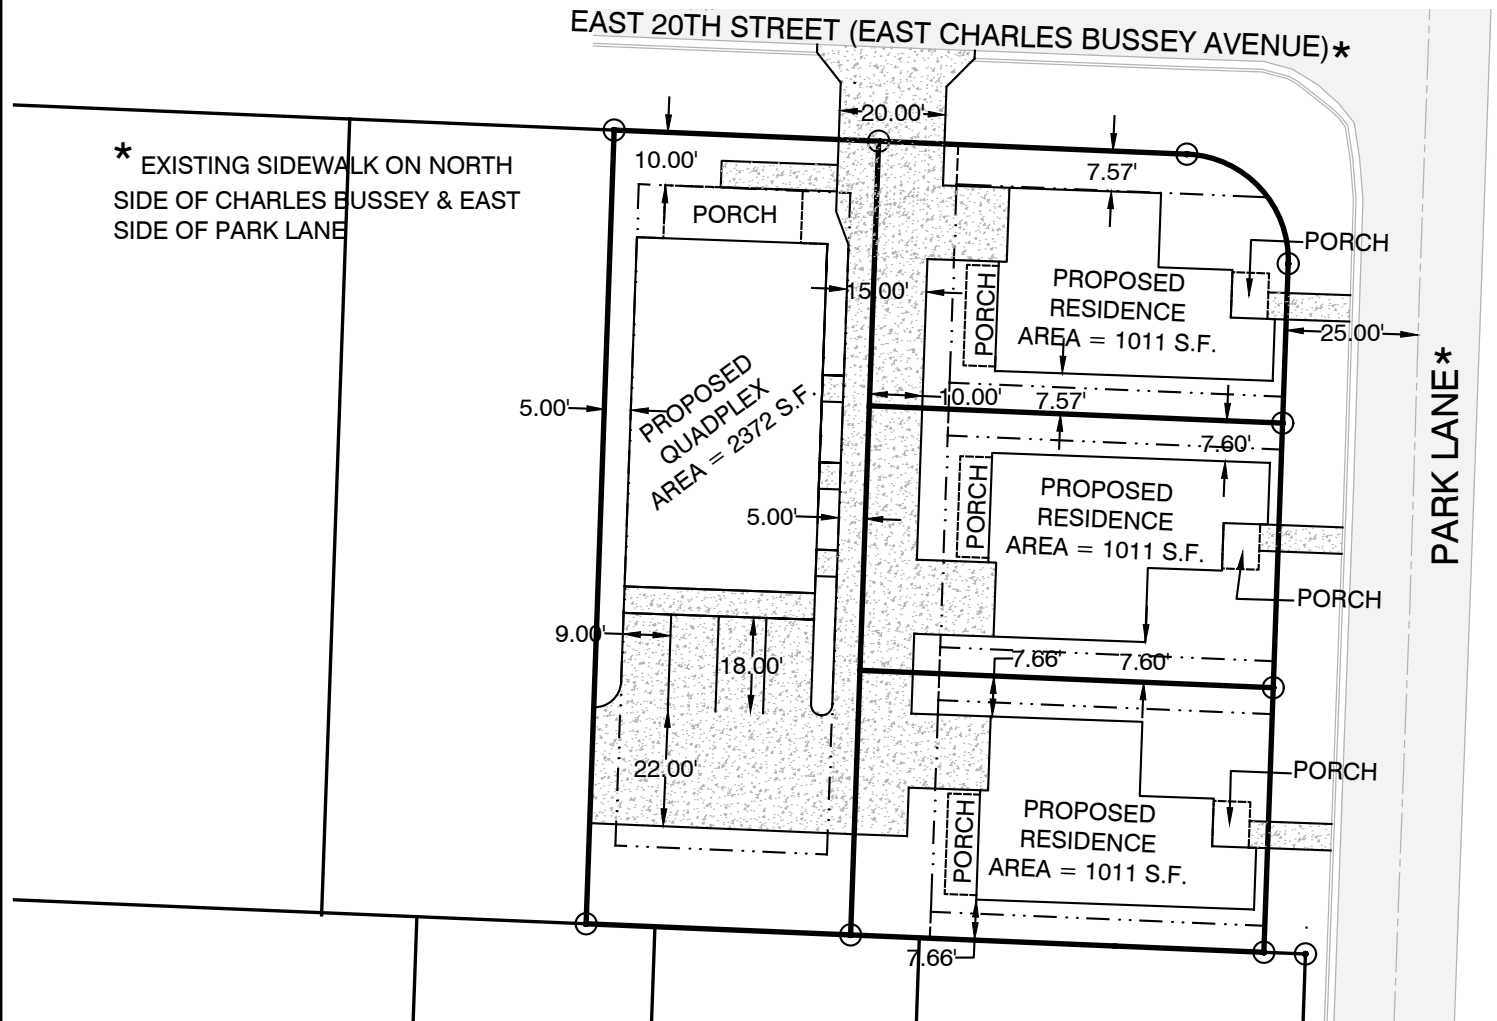 EAST 20TH STREET (EAST CHARLES BUSSEY AVENUE)*
20.00'
* EXISTING SIDEWALK ON NORTH
SIDE OF CHARLES BUSSEY & EAST
SIDE OF PARK LANE
10.00'
7.57'
PORCH
PORCH
PORCH
PROPOSED
RESIDENCE
AREA = 1011 S.F.
15.00'
25.00'
PARK LANE*
5.00'
PROPOSED
QUADPLEX
AREA = 2372 S.F.
10.00'
7.57'
7.60'
PORCH
PROPOSED
RESIDENCE
AREA = 1011 S.F.
5.00'
PORCH
9.00'
18.00'
7.66'
7.60'
22.00'
PORCH
PORCH
PROPOSED
RESIDENCE
AREA = 1011 S.F.
7.66'